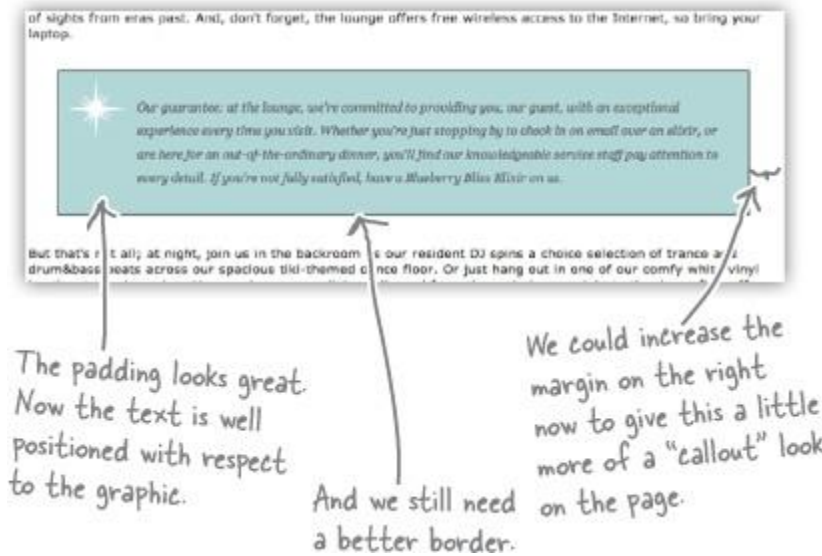 of sights from eras past. And, don't forget, the lounge offers free wireless access to the Internet, so bring your
laptop.
Our guarantee: at the lounge, we're committed to providing you, our guest, with an exceptional
experience every time you visit. Whether you're just stopping by to check in on email over an elixir, or
are here for an out-of-the-ordinary dinner, you'll find our knowledgeable service staff pay attention to
every detail. If you're not fully satisfied, have a Blueberry Bliss Elixir on us.
But that's not all; at night, join us in the backroom as our resident DJ spins a choice selection of trance and
drum&bass beats across our spacious tiki-themed dance floor. Or just hang out in one of our comfy white vinyl
The padding looks great.
Now the text is well
positioned with respect
to the graphic.
And we still need
a better border.
We could increase the
margin on the right
now to give this a little
more of a "callout" look
on the page.